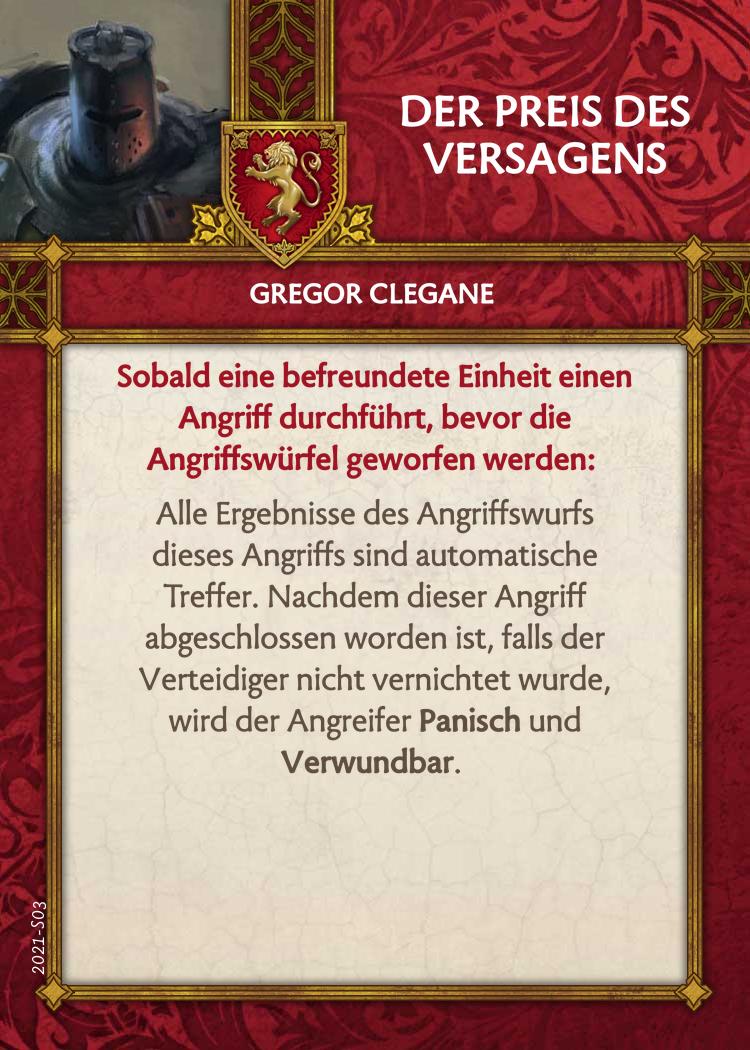 DER PREIS DES
VERSAGENS
GREGOR CLEGANE
Sobald eine befreundete Einheit einen
Angriff durchführt, bevor die
Angriffswürfel geworfen werden:
Alle Ergebnisse des Angriffswurfs
dieses Angriffs sind automatische
Treffer. Nachdem dieser Angriff
abgeschlossen worden ist, falls der
Verteidiger nicht vernichtet wurde,
wird der Angreifer Panisch und
Verwundbar.
2021-S03